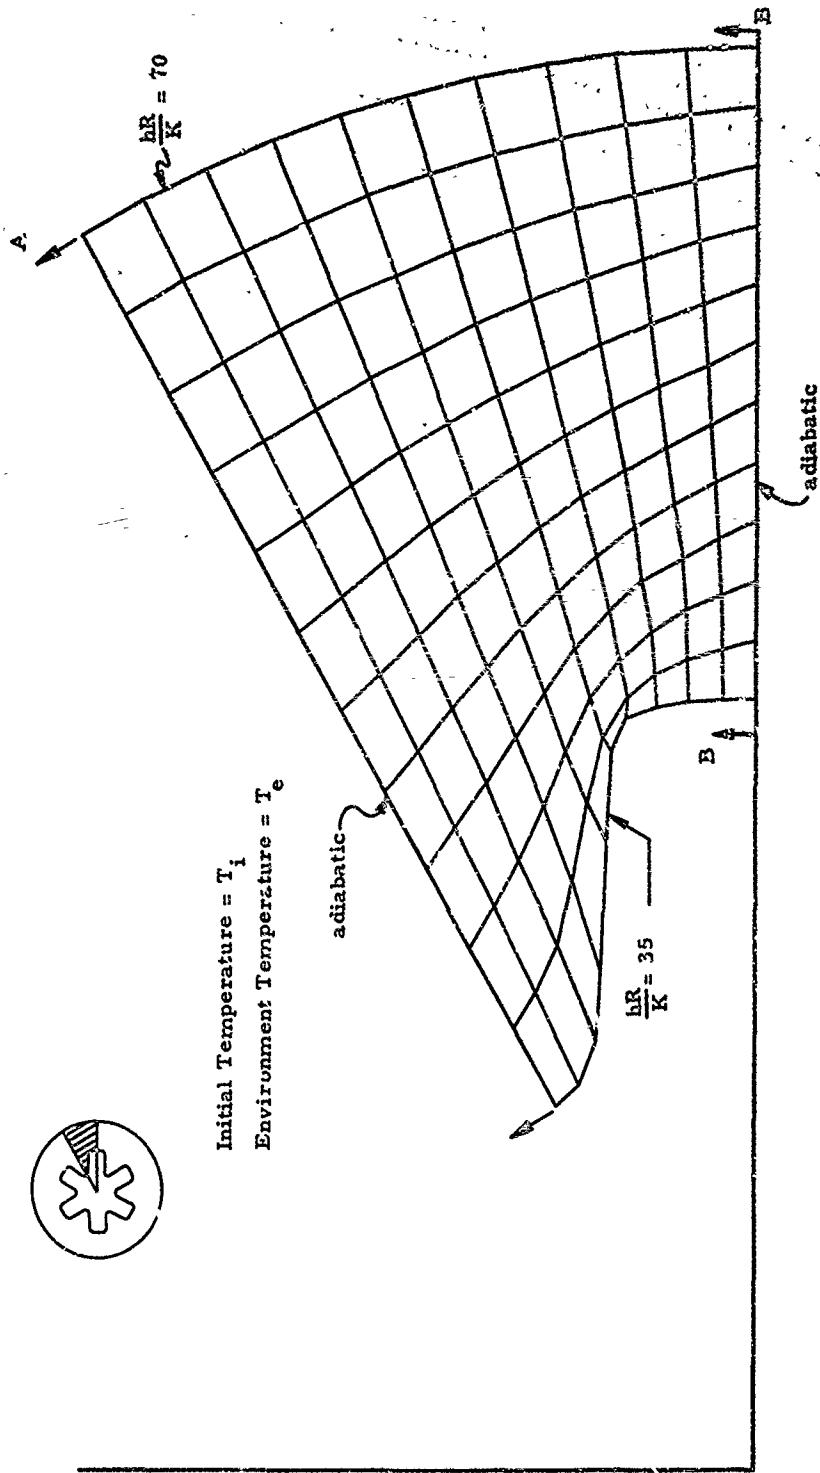 A
hR/K = 70
B
Initial Temperature = T_i
Environment Temperature = T_e
adiabatic
B
hR/K = 35
adiabatic